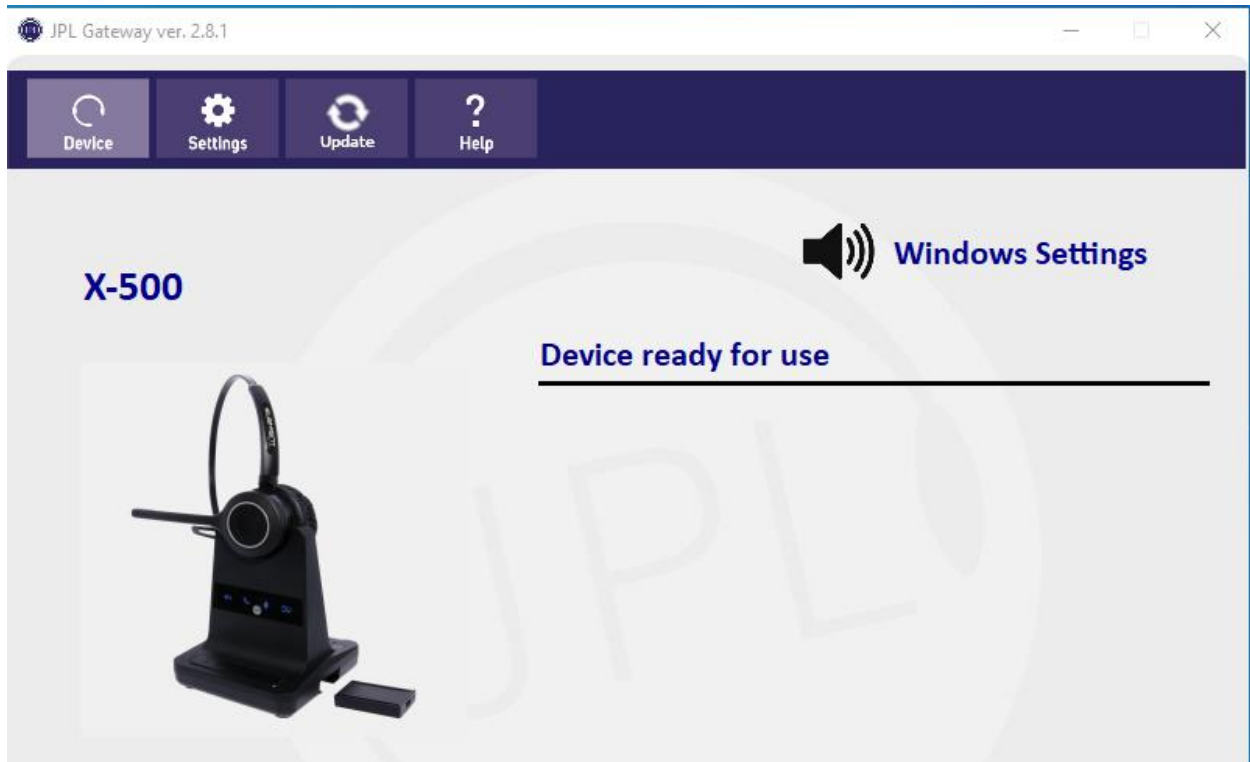 JPL Gateway ver. 2.8.1
Device
Settings
Update
Help
Windows Settings
X-500
Device ready for use
JPL